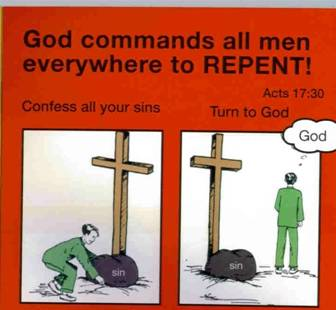 God commands all men
everywhere to REPENT!
Acts 17:30
Confess all your sins
Turn to God
God
sin
sin